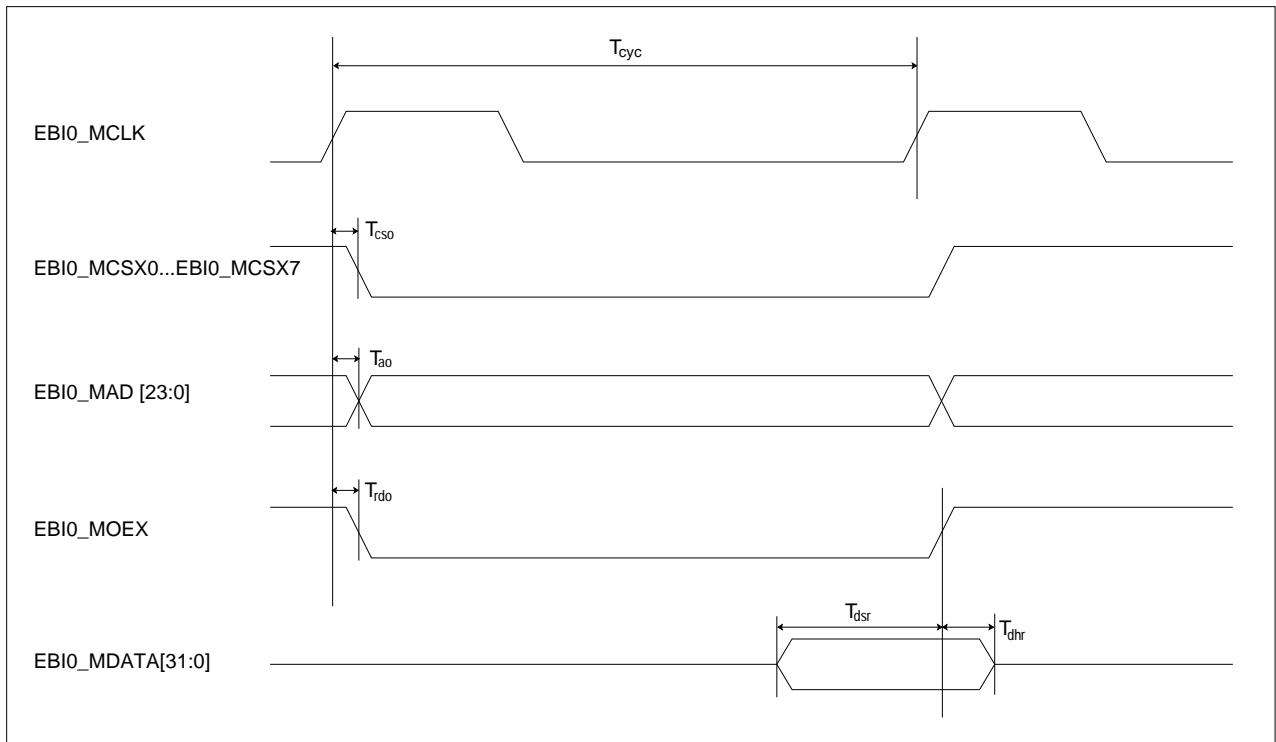 Tcyc
EBI0_MCLK
Tcso
EBI0_MCSX0...EBI0_MCSX7
Tao
EBI0_MAD [23:0]
Trdo
EBI0_MOEX
Tdsr
Tdhr
EBI0_MDATA[31:0]